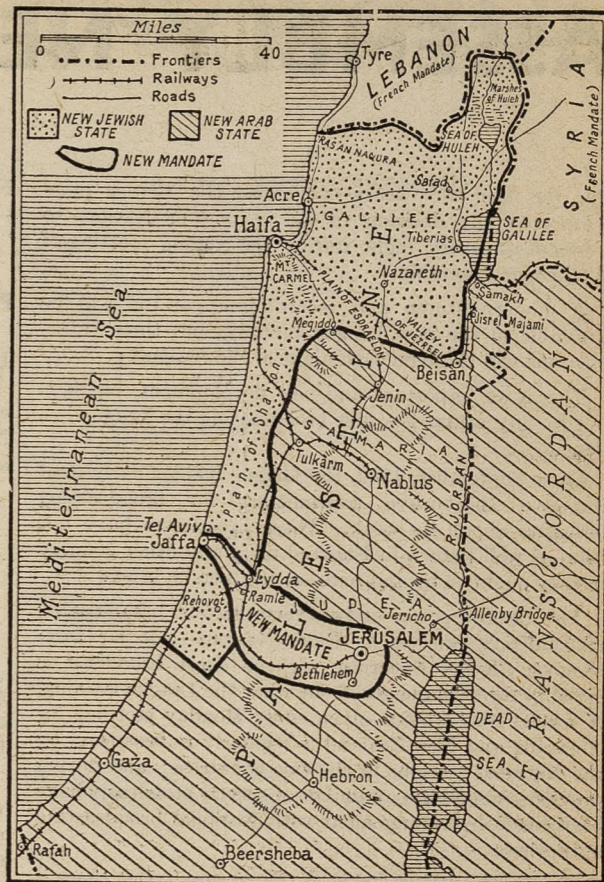 Miles
0 40
Frontiers
Railways
Roads
NEW JEWISH STATE
NEW ARAB STATE
NEW MANDATE
Tyre
LEBANON
(French Mandate)
Marshes of Huleh
SYRIA
(French Mandate)
SEA OF HULEH
RAS AN NAQURA
Safad
Acre
GALILEE
SEA OF GALILEE
Haifa
Tiberias
MT. CARMEL
Nazareth
Samakh
PLAIN OF ESDRAELON
VALLEY OF JEZREEL
Jisr el Majami
Megiddo
Beisan
Mediterranean Sea
Plain of Sharon
Jenin
SAMARIA
Tulkarm
Nablus
PALESTINE
R. JORDAN
TRANSJORDAN
Tel Aviv
Jaffa
Lydda
Ramle
Rehovot
JUDEA
Jericho
Allenby Bridge
NEW MANDATE
JERUSALEM
Bethlehem
DEAD SEA
Gaza
Hebron
Rafah
Beersheba